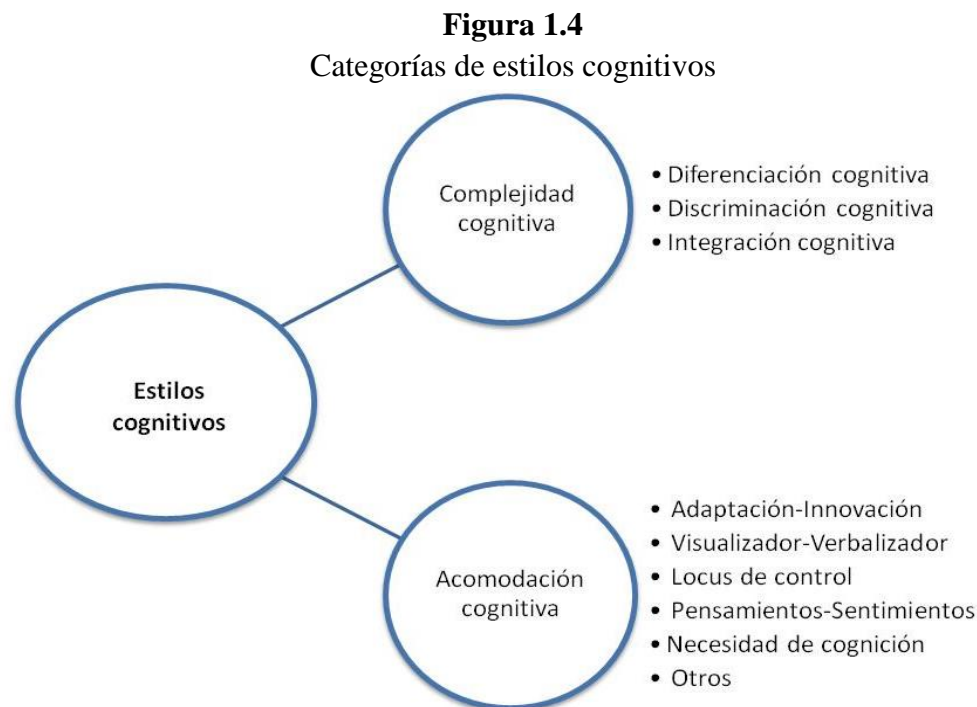 Figura 1.4
Categorías de estilos cognitivos
Complejidad
cognitiva
• Diferenciación cognitiva
• Discriminación cognitiva
• Integración cognitiva
Estilos
cognitivos
Acomodación
cognitiva
• Adaptación-Innovación
• Visualizador-Verbalizador
• Locus de control
• Pensamientos-Sentimientos
• Necesidad de cognición
• Otros